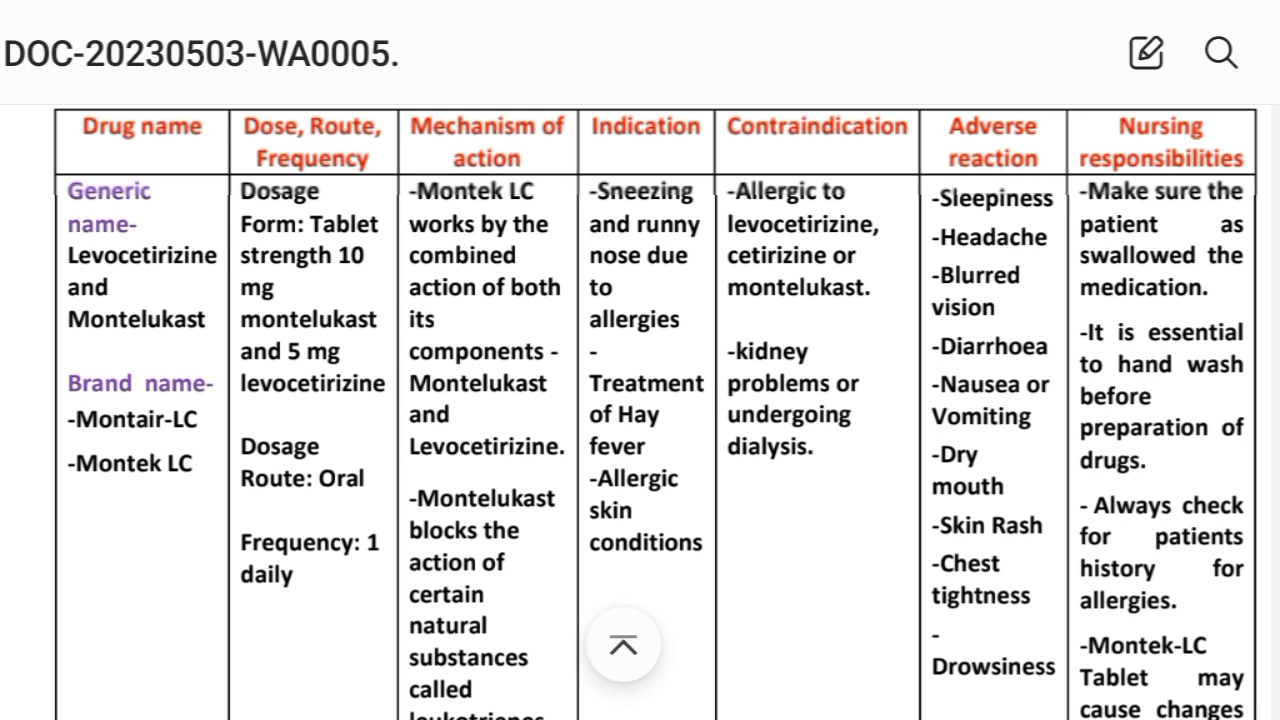 DOC-20230503-WA0005.
Drug name
Dose, Route,
Frequency
Mechanism of
action
Indication
Contraindication
Adverse
reaction
Nursing
responsibilities
Generic
name-
Levocetirizine
and
Montelukast
Brand name-
-Montair-LC
-Montek LC
Dosage
Form: Tablet
strength 10
mg
montelukast
and 5 mg
levocetirizine
Dosage
Route: Oral
Frequency: 1
daily
-Montek LC
works by the
combined
action of both
its
components -
Montelukast
and
Levocetirizine.
-Montelukast
blocks the
action of
certain
natural
substances
called
leukotrienes
-Sneezing
and runny
nose due
to
allergies
-
Treatment
of Hay
fever
-Allergic
skin
conditions
-Allergic to
levocetirizine,
cetirizine or
montelukast.
-kidney
problems or
undergoing
dialysis.
-Sleepiness
-Headache
-Blurred
vision
-Diarrhoea
-Nausea or
Vomiting
-Dry
mouth
-Skin Rash
-Chest
tightness
-
Drowsiness
-Make sure the
patient as
swallowed the
medication.
-It is essential
to hand wash
before
preparation of
drugs.
- Always check
for patients
history for
allergies.
-Montek-LC
Tablet may
cause changes